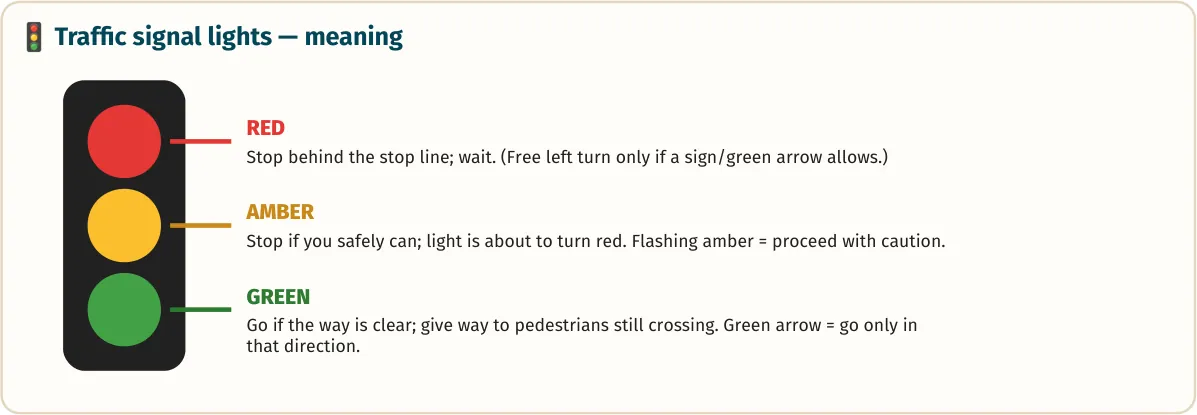 Traffic signal lights — meaning
RED
Stop behind the stop line; wait. (Free left turn only if a sign/green arrow allows.)
AMBER
Stop if you safely can; light is about to turn red. Flashing amber = proceed with caution.
GREEN
Go if the way is clear; give way to pedestrians still crossing. Green arrow = go only in
that direction.